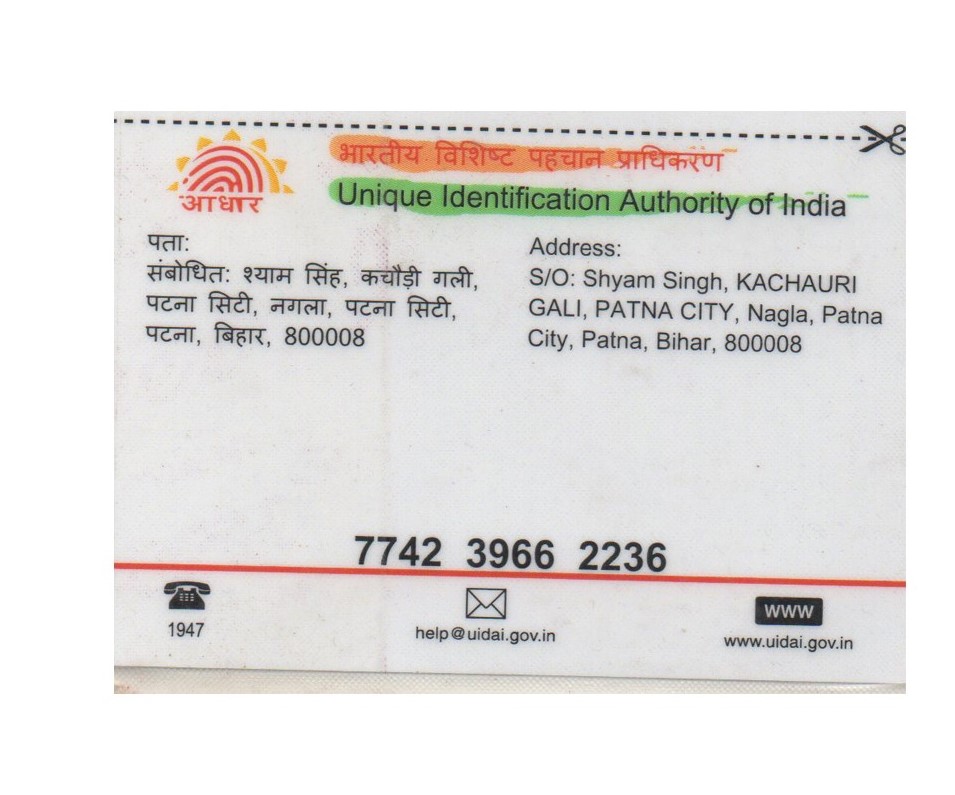 भारतीय विशिष्ट पहचान प्राधिकरण
Unique Identification Authority of India
आधार
पता:
संबोधित: श्याम सिंह, कचौड़ी गली,
पटना सिटी, नगला, पटना सिटी,
पटना, बिहार, 800008
Address:
S/O: Shyam Singh, KACHAURI
GALI, PATNA CITY, Nagla, Patna
City, Patna, Bihar, 800008
7742 3966 2236
1947
help@uidai.gov.in
www
www.uidai.gov.in